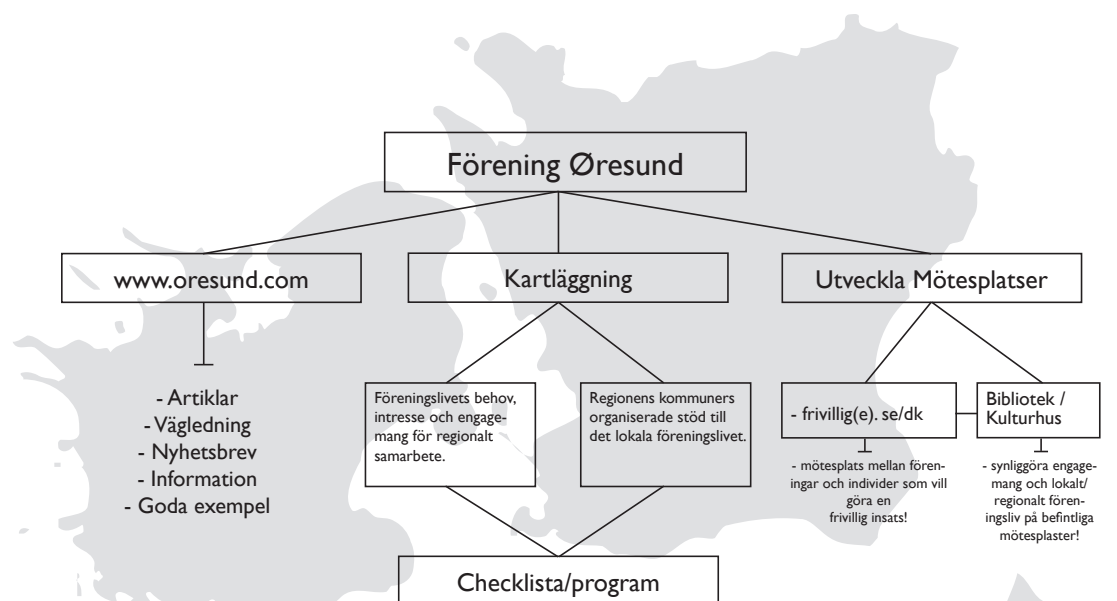 Förening Øresund
www.oresund.com
Kartläggning
Utveckla Mötesplatser
- Artiklar
- Vägledning
- Nyhetsbrev
- Information
- Goda exempel
Föreningslivets behov,
intresse och engage-
mang för regionalt
samarbete.
Regionens kommuners
organiserade stöd till
det lokala föreningslivet.
- frivillig(e). se/dk
Bibliotek /
Kulturhus
- mötesplats mellan fören-
ingar och individer som vill
göra en
frivillig insats!
- synliggöra engage-
mang och lokalt/
regionalt fören-
ingsliv på befintliga
mötesplaster!
Checklista/program